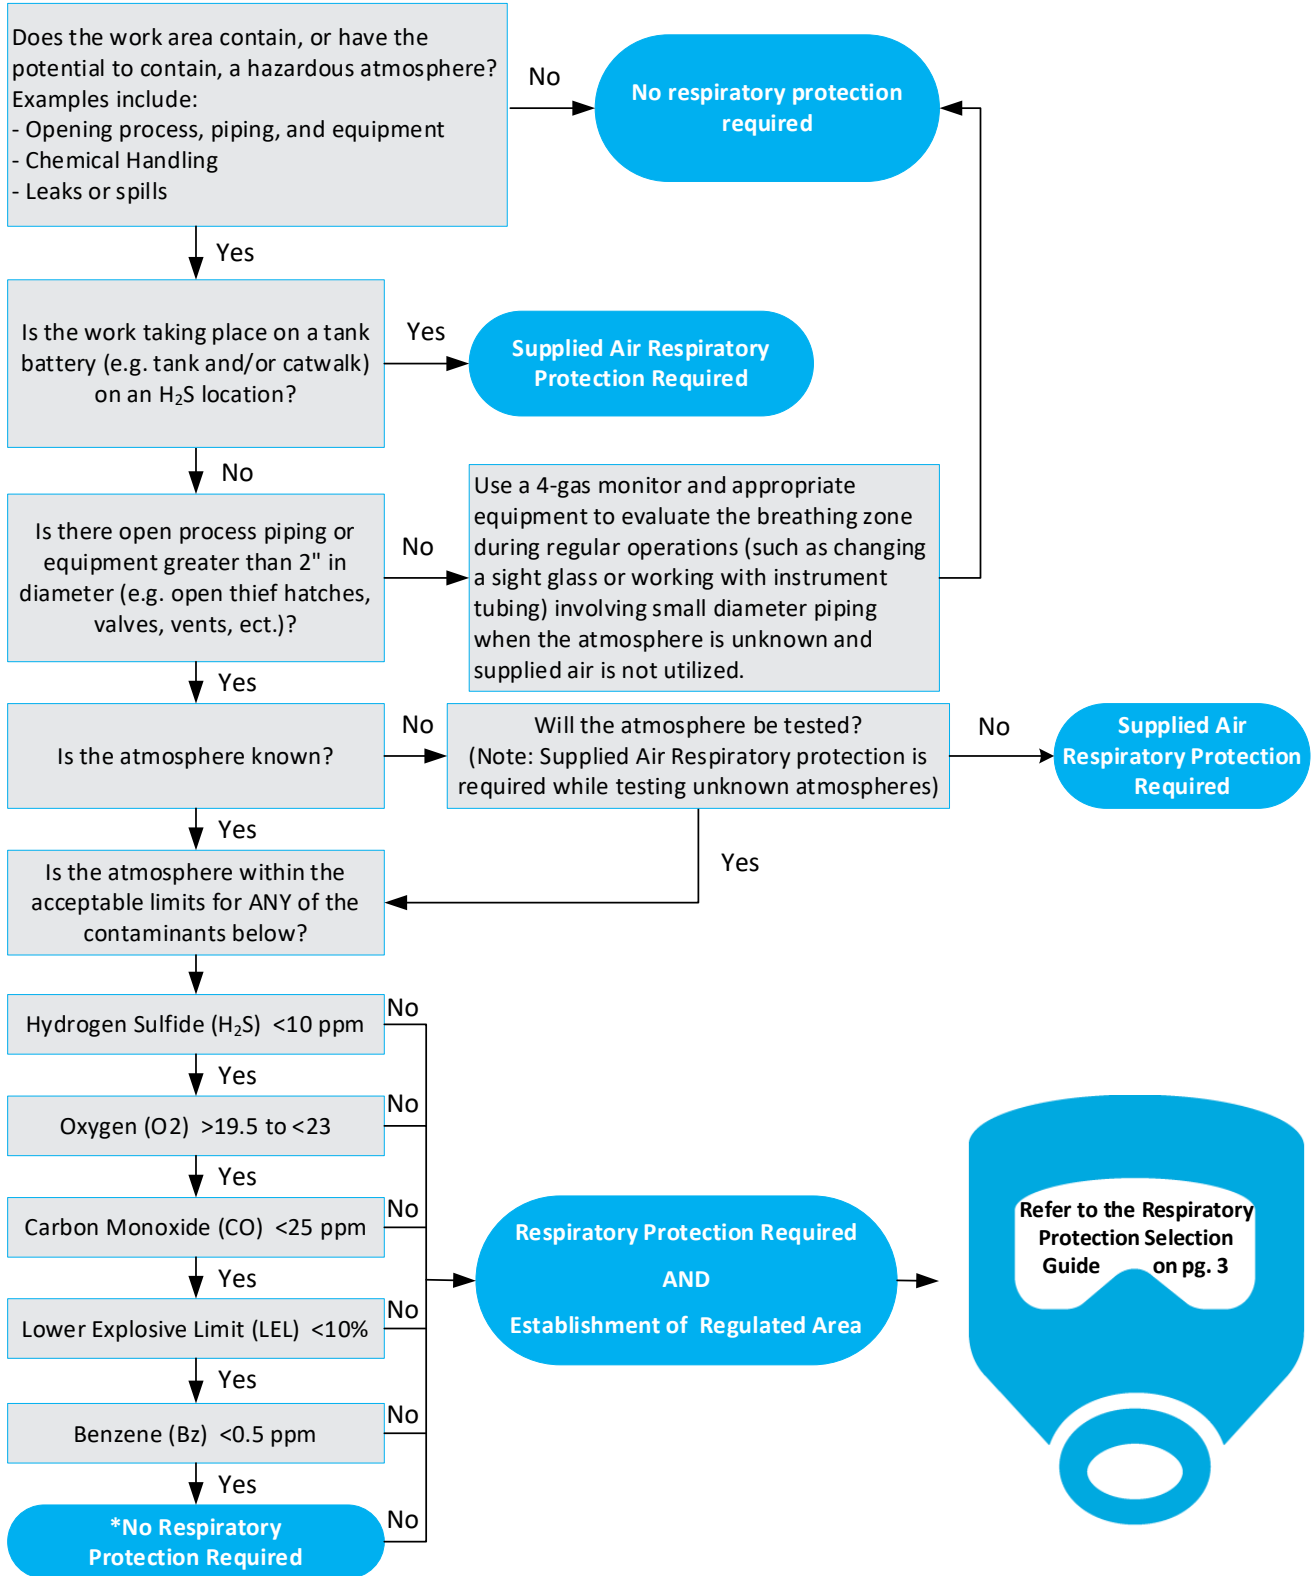 Does the work area contain, or have the
potential to contain, a hazardous atmosphere?
Examples include:
- Opening process, piping, and equipment
- Chemical Handling
- Leaks or spills
No
No respiratory protection
required
Yes
Is the work taking place on a tank
battery (e.g. tank and/or catwalk)
on an H₂S location?
Yes
Supplied Air Respiratory
Protection Required
No
Is there open process piping or
equipment greater than 2" in
diameter (e.g. open thief hatches,
valves, vents, ect.)?
No
Use a 4-gas monitor and appropriate
equipment to evaluate the breathing zone
during regular operations (such as changing
a sight glass or working with instrument
tubing) involving small diameter piping
when the atmosphere is unknown and
supplied air is not utilized.
Yes
Is the atmosphere known?
No
Will the atmosphere be tested?
(Note: Supplied Air Respiratory protection is
required while testing unknown atmospheres)
No
Supplied Air
Respiratory Protection
Required
Yes
Yes
Is the atmosphere within the
acceptable limits for ANY of the
contaminants below?
Hydrogen Sulfide (H₂S) <10 ppm
No
Yes
Oxygen (O2) >19.5 to <23
No
Yes
Carbon Monoxide (CO) <25 ppm
No
Yes
Lower Explosive Limit (LEL) <10%
No
Yes
Benzene (Bz) <0.5 ppm
No
Yes
*No Respiratory
Protection Required
No
Respiratory Protection Required
AND
Establishment of Regulated Area
Refer to the Respiratory
Protection Selection
Guide on pg. 3